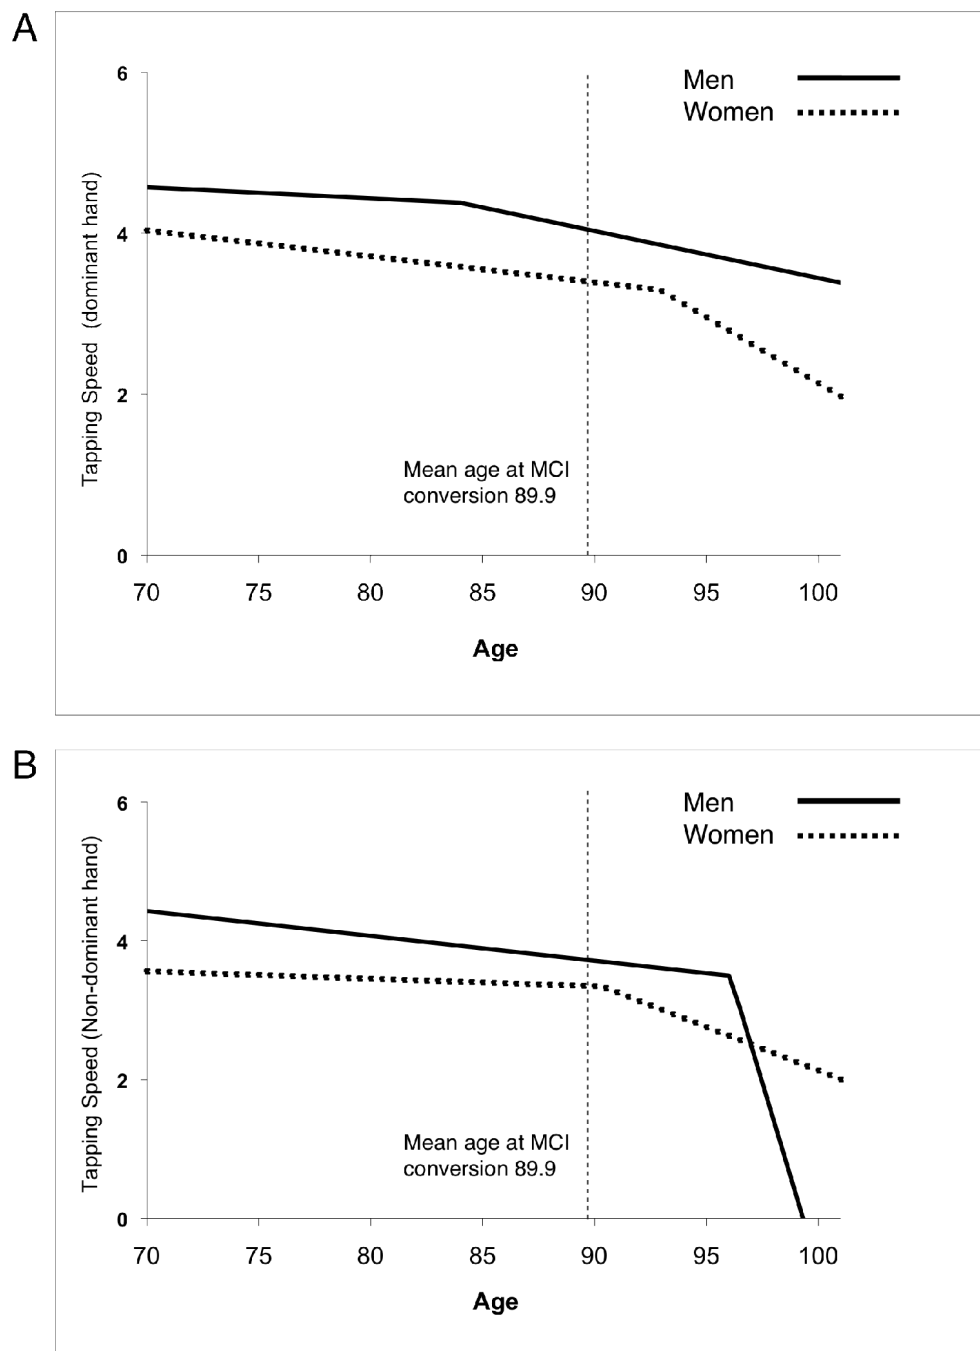 A
Men
Women
6
4
2
0
Tapping Speed (dominant hand)
Mean age at MCI
conversion 89.9
70 75 80 85 90 95 100
Age
B
Men
Women
6
4
2
0
Tapping Speed (Non-dominant hand)
Mean age at MCI
conversion 89.9
70 75 80 85 90 95 100
Age